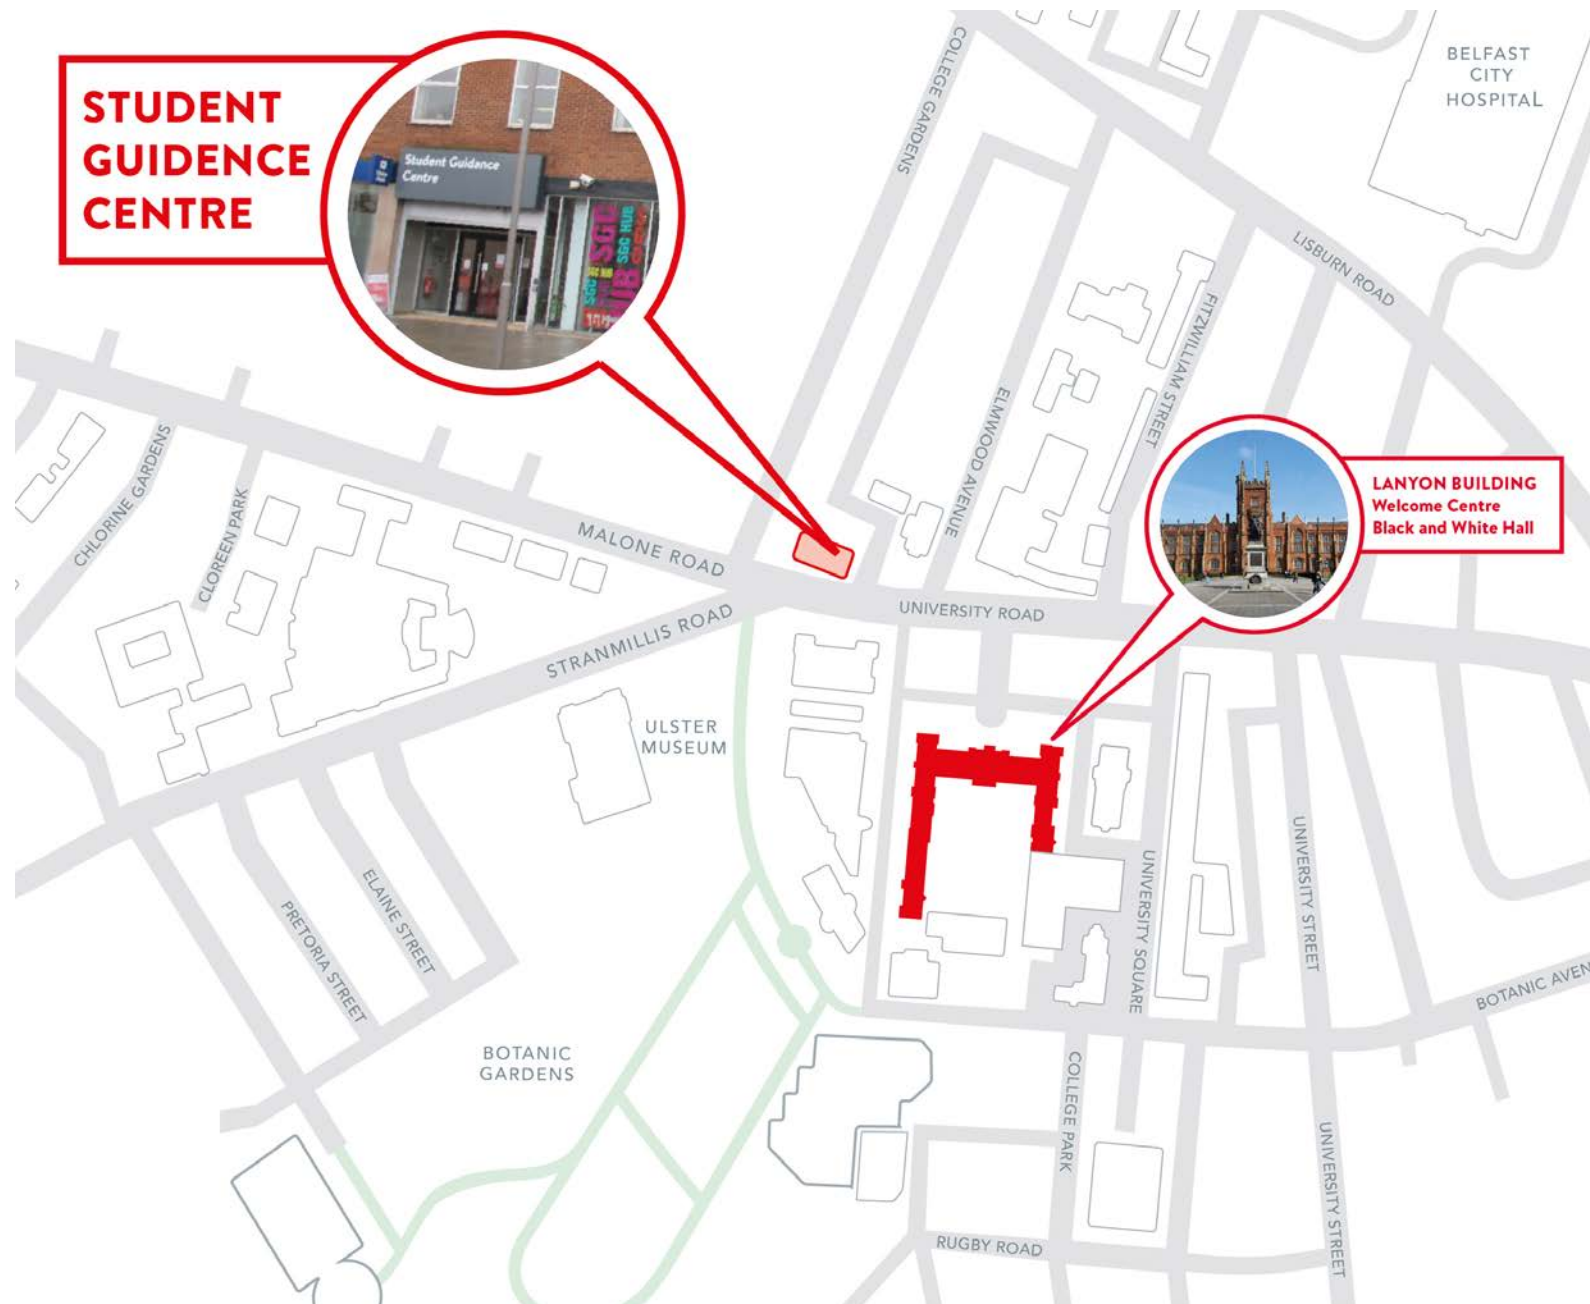 STUDENT
GUIDENCE
CENTRE
Student Guidance
Centre
SGC HUB
SGC
SGC HUB
HUB
BELFAST
CITY
HOSPITAL
COLLEGE GARDENS
LISBURN ROAD
FITZWILLIAM STREET
ELMWOOD AVENUE
CHLORINE GARDENS
CLOREEN PARK
MALONE ROAD
LANYON BUILDING
Welcome Centre
Black and White Hall
UNIVERSITY ROAD
STRANMILLIS ROAD
ULSTER
MUSEUM
ELAINE STREET
PRETORIA STREET
UNIVERSITY SQUARE
UNIVERSITY STREET
BOTANIC AVEN
BOTANIC
GARDENS
COLLEGE PARK
UNIVERSITY STREET
RUGBY ROAD